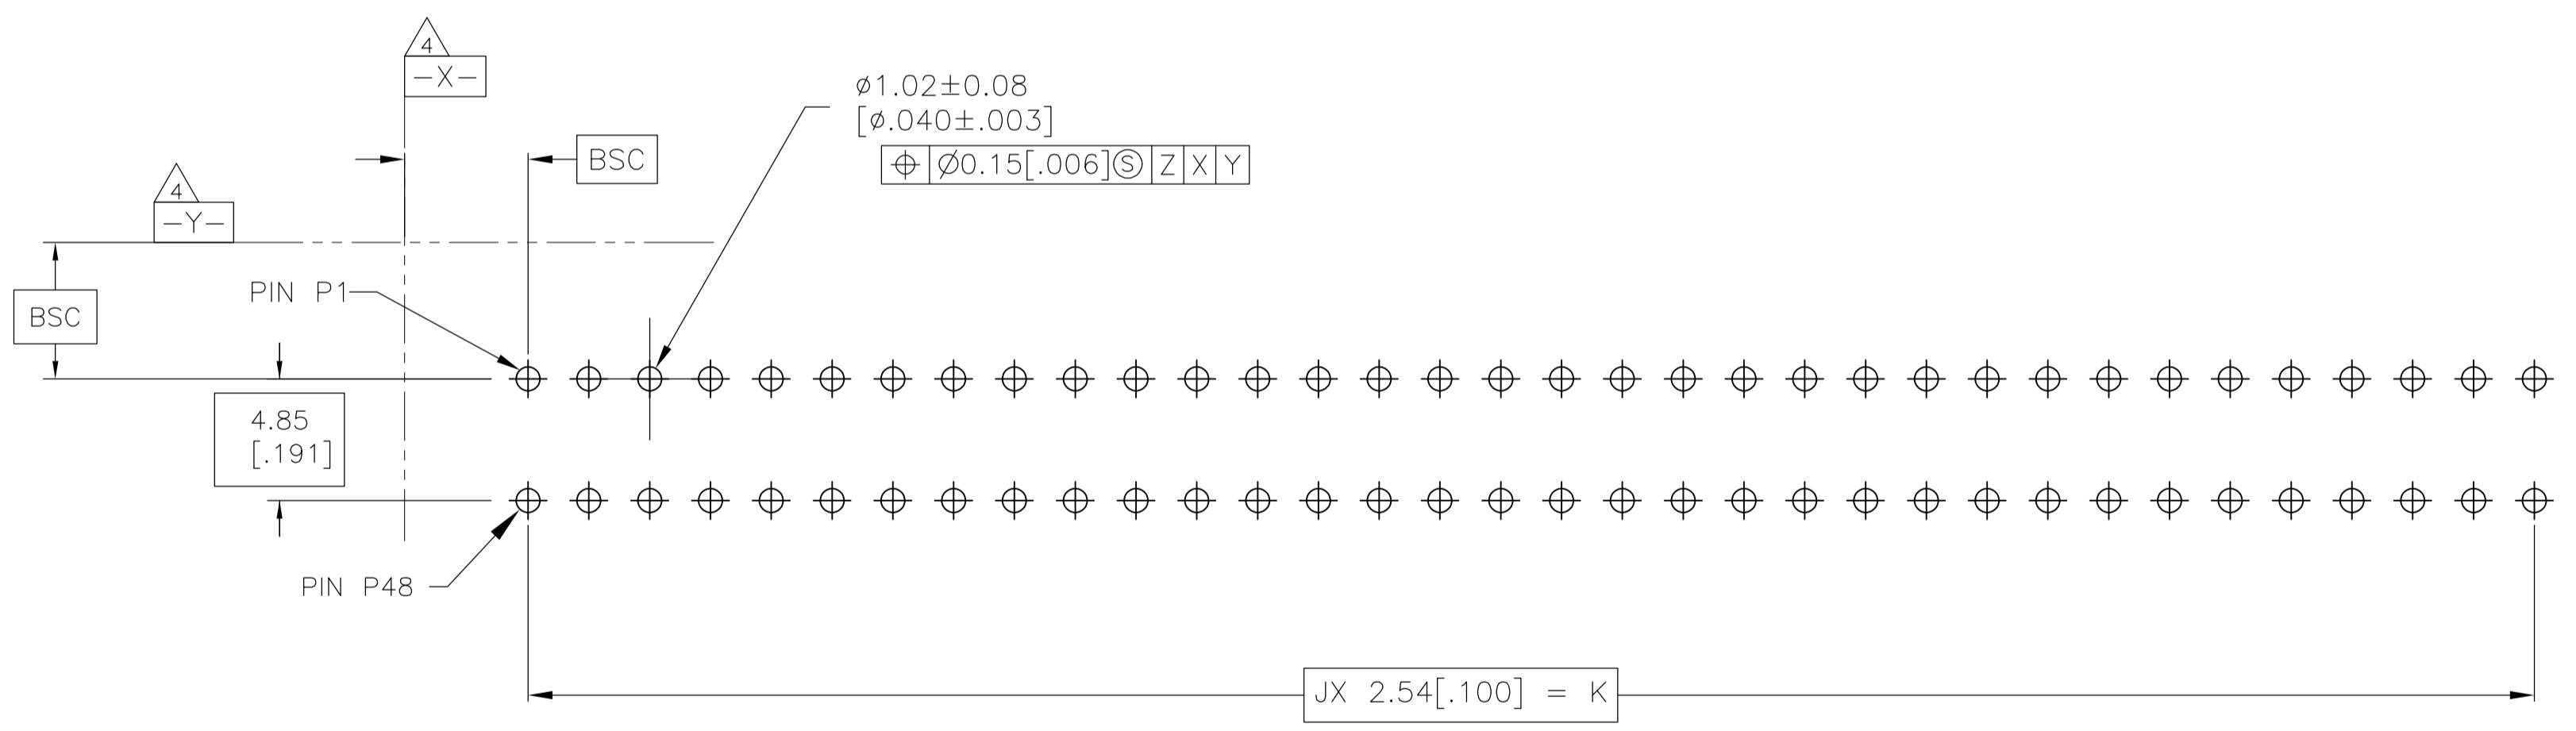 4
-X-
ø1.02±0.08
[ø.040±.003]
⌖ Ø0.15[.006]Ⓢ Z X Y
BSC
4
-Y-
PIN P1
BSC
4.85
[.191]
PIN P48
JX 2.54[.100] = K